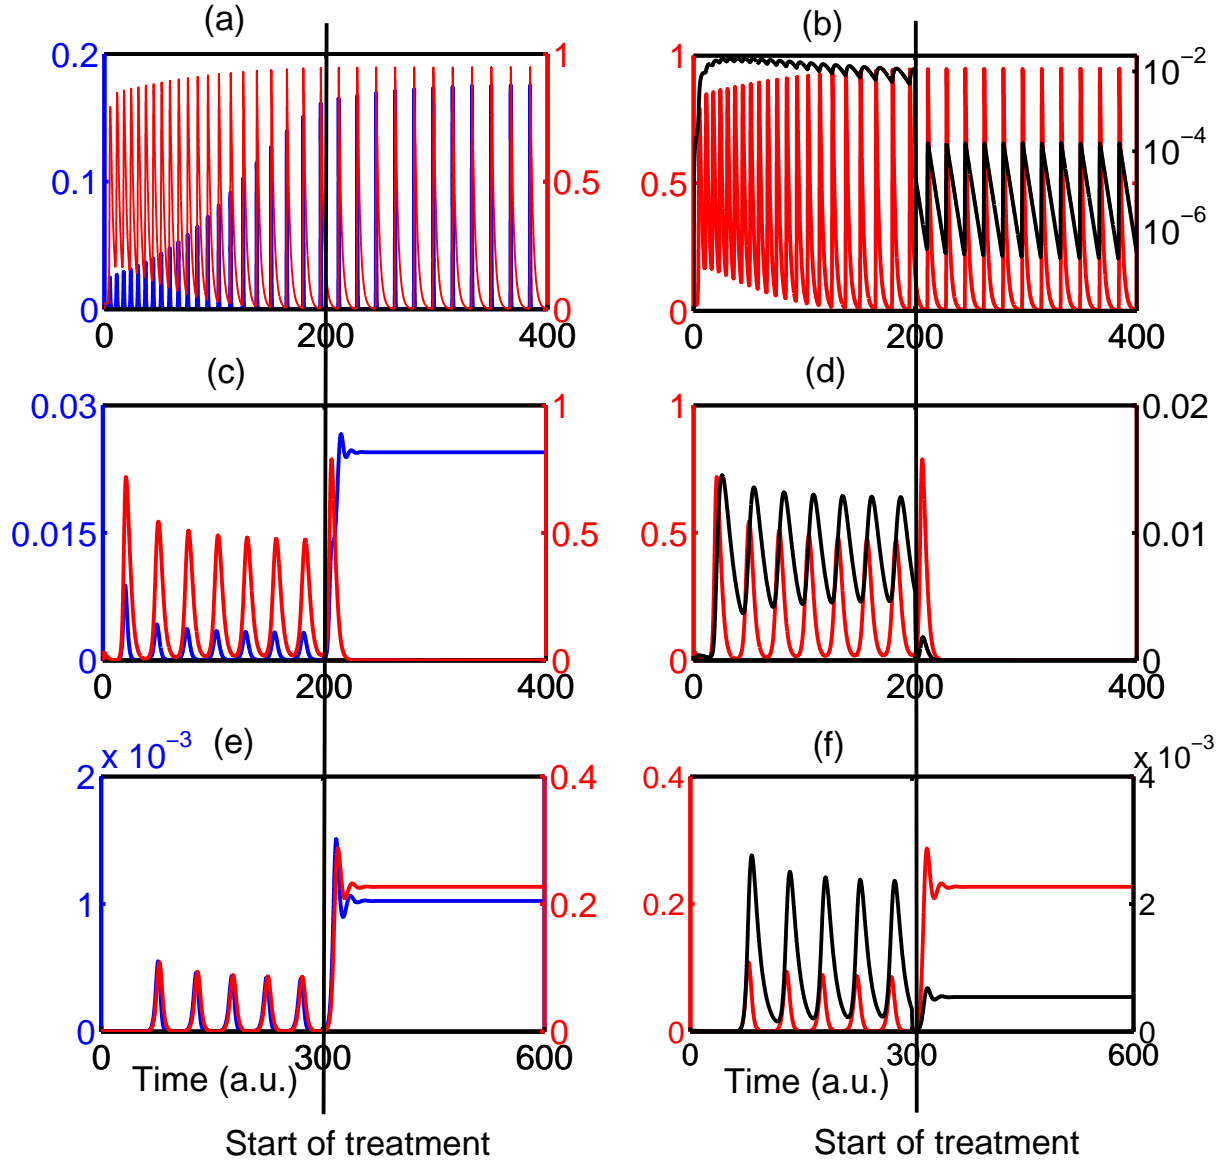 (a) (b)
0.2 1 1 10⁻²
0.1 0.5 0.5 10⁻⁴
10⁻⁶
0 0 0
0 200 400 0 200 400
(c) (d)
0.03 1 1 0.02
0.015 0.5 0.5 0.01
0 0 0 0
0 200 400 0 200 400
x 10⁻³ (e) (f) x 10⁻³
2 0.4 0.4 4
1 0.2 0.2 2
0 0 0 0
0 300 600 0 300 600
Time (a.u.) Time (a.u.)
Start of treatment Start of treatment